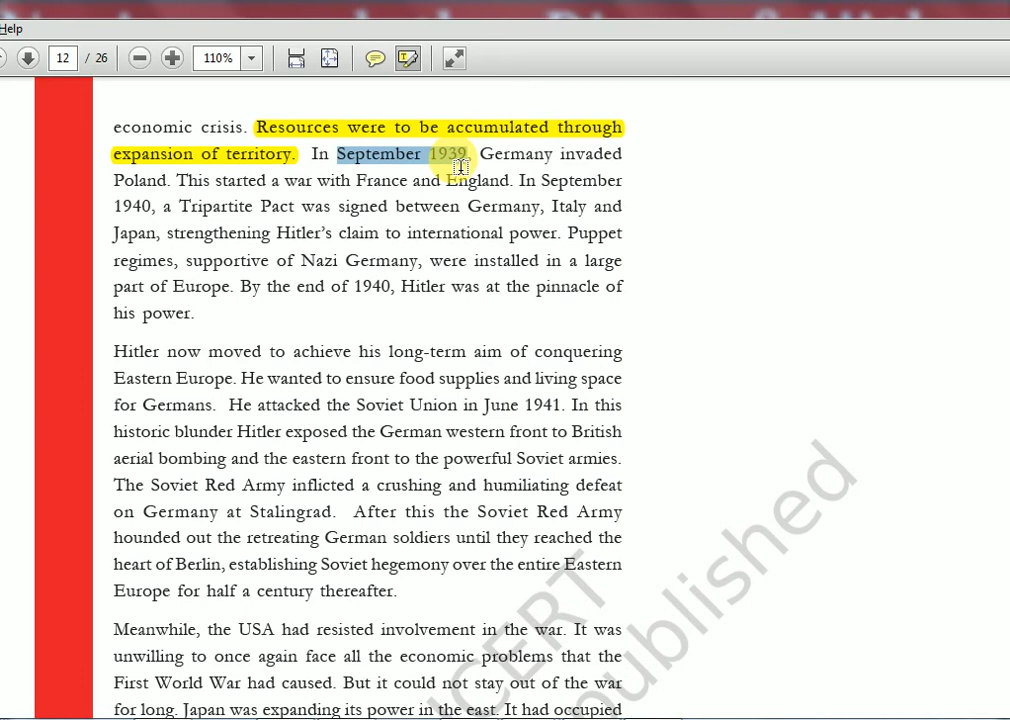 Help
12 / 26 110%
economic crisis. Resources were to be accumulated through
expansion of territory. In September 1939, Germany invaded
Poland. This started a war with France and England. In September
1940, a Tripartite Pact was signed between Germany, Italy and
Japan, strengthening Hitler’s claim to international power. Puppet
regimes, supportive of Nazi Germany, were installed in a large
part of Europe. By the end of 1940, Hitler was at the pinnacle of
his power.
Hitler now moved to achieve his long-term aim of conquering
Eastern Europe. He wanted to ensure food supplies and living space
for Germans. He attacked the Soviet Union in June 1941. In this
historic blunder Hitler exposed the German western front to British
aerial bombing and the eastern front to the powerful Soviet armies.
The Soviet Red Army inflicted a crushing and humiliating defeat
on Germany at Stalingrad. After this the Soviet Red Army
hounded out the retreating German soldiers until they reached the
heart of Berlin, establishing Soviet hegemony over the entire Eastern
Europe for half a century thereafter.
Meanwhile, the USA had resisted involvement in the war. It was
unwilling to once again face all the economic problems that the
First World War had caused. But it could not stay out of the war
for long. Japan was expanding its power in the east. It had occupied
NCERT
published